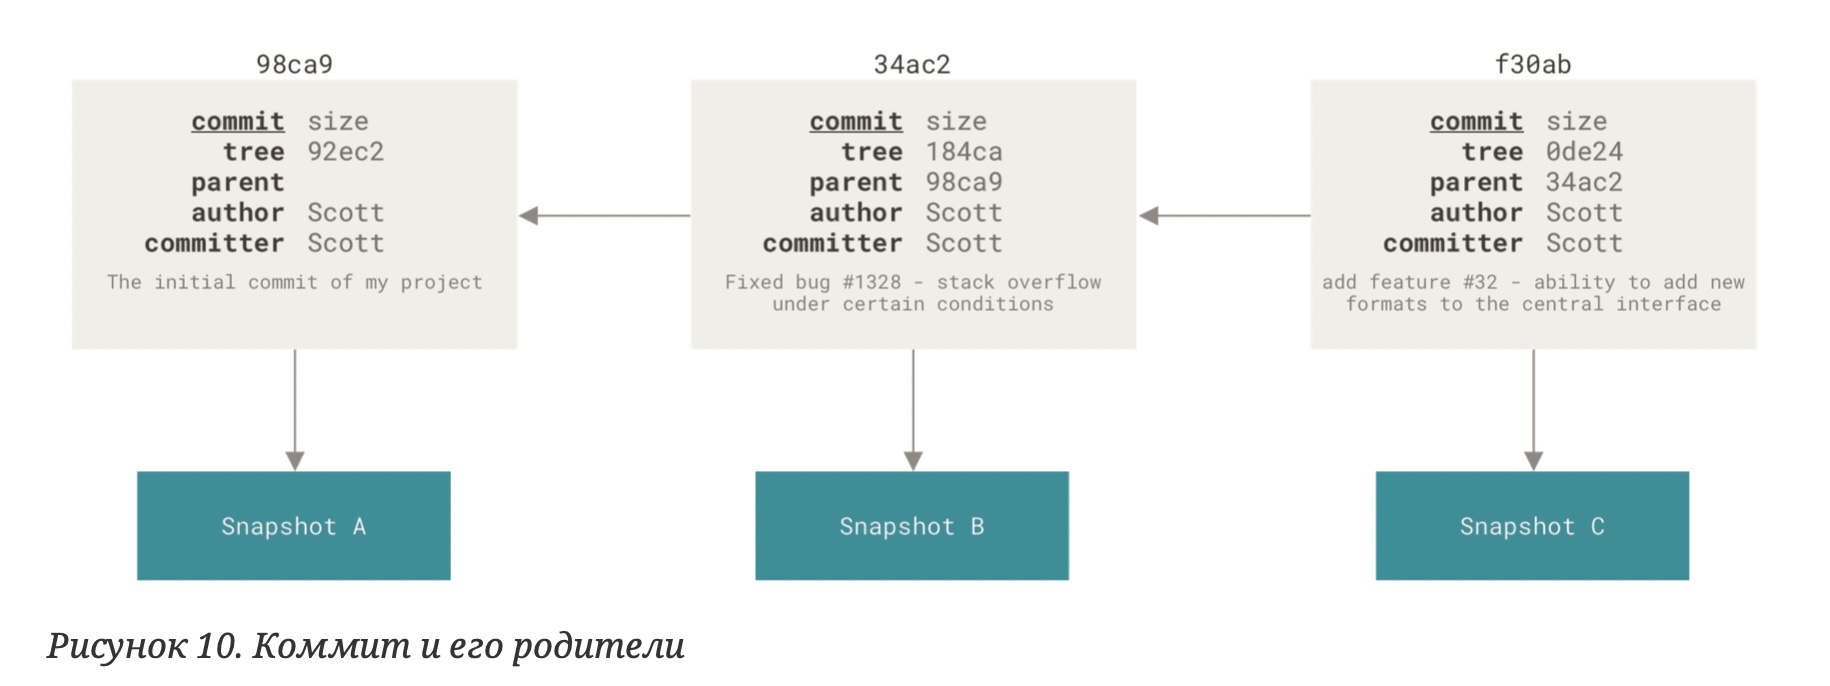 98ca9
commit size
tree 92ec2
parent
author Scott
committer Scott
The initial commit of my project
34ac2
commit size
tree 184ca
parent 98ca9
author Scott
committer Scott
Fixed bug #1328 - stack overflow
under certain conditions
f30ab
commit size
tree 0de24
parent 34ac2
author Scott
committer Scott
add feature #32 - ability to add new
formats to the central interface
Snapshot A
Snapshot B
Snapshot C
Рисунок 10. Коммит и его родители